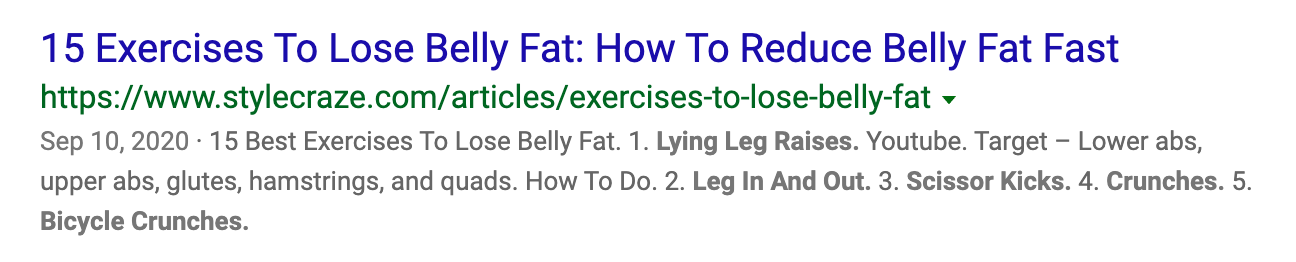 15 Exercises To Lose Belly Fat: How To Reduce Belly Fat Fast
https://www.stylecraze.com/articles/exercises-to-lose-belly-fat
Sep 10, 2020 · 15 Best Exercises To Lose Belly Fat. 1. Lying Leg Raises. Youtube. Target – Lower abs,
upper abs, glutes, hamstrings, and quads. How To Do. 2. Leg In And Out. 3. Scissor Kicks. 4. Crunches. 5.
Bicycle Crunches.